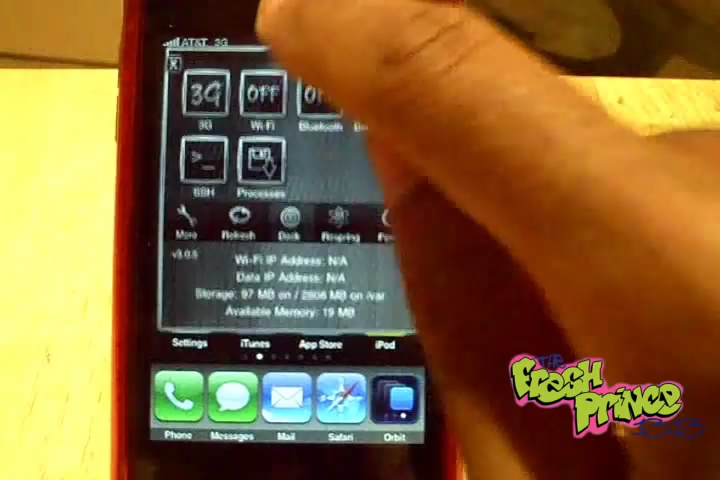 AT&T 3G
X
3G OFF
3G Wi-Fi Bluetooth
>_
SSH Processes
More Refresh Dock Respring
v3.0.5
Wi-Fi IP Address: N/A
Data IP Address: N/A
Storage: 97 MB on / 2806 MB on /var
Available Memory: 19 MB
Settings iTunes App Store iPod
Phone Messages Mail Safari Orbit
THE
FRESH
PRINCE